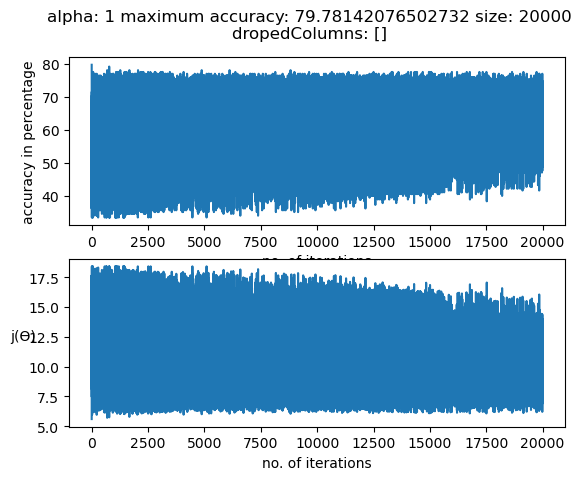 alpha: 1 maximum accuracy: 79.78142076502732 size: 20000
dropedColumns: []
accuracy in percentage
80
70
60
50
40
0 2500 5000 7500 10000 12500 15000 17500 20000
no. of iterations
j(Θ)
17.5
15.0
12.5
10.0
7.5
5.0
0 2500 5000 7500 10000 12500 15000 17500 20000
no. of iterations